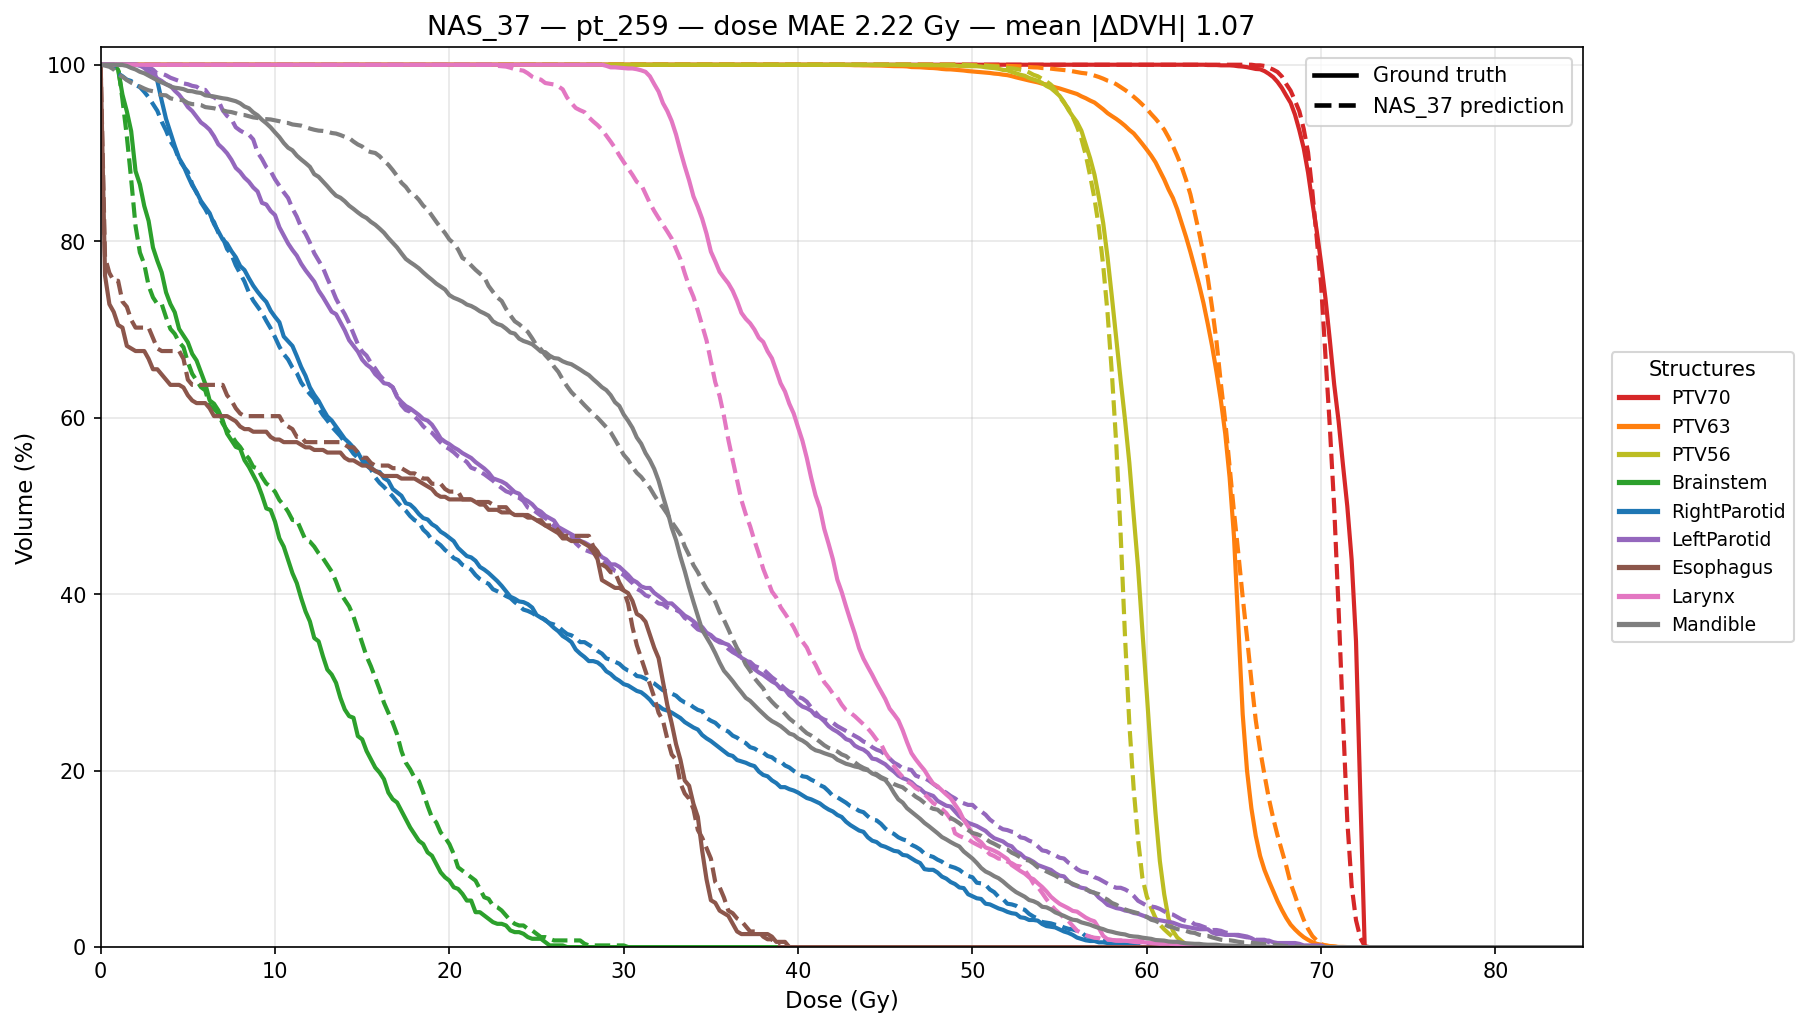 NAS_37 — pt_259 — dose MAE 2.22 Gy — mean |ΔDVH| 1.07
Ground truth
NAS_37 prediction
Volume (%)
100
80
60
40
20
0
0 10 20 30 40 50 60 70 80
Dose (Gy)
Structures
PTV70
PTV63
PTV56
Brainstem
RightParotid
LeftParotid
Esophagus
Larynx
Mandible